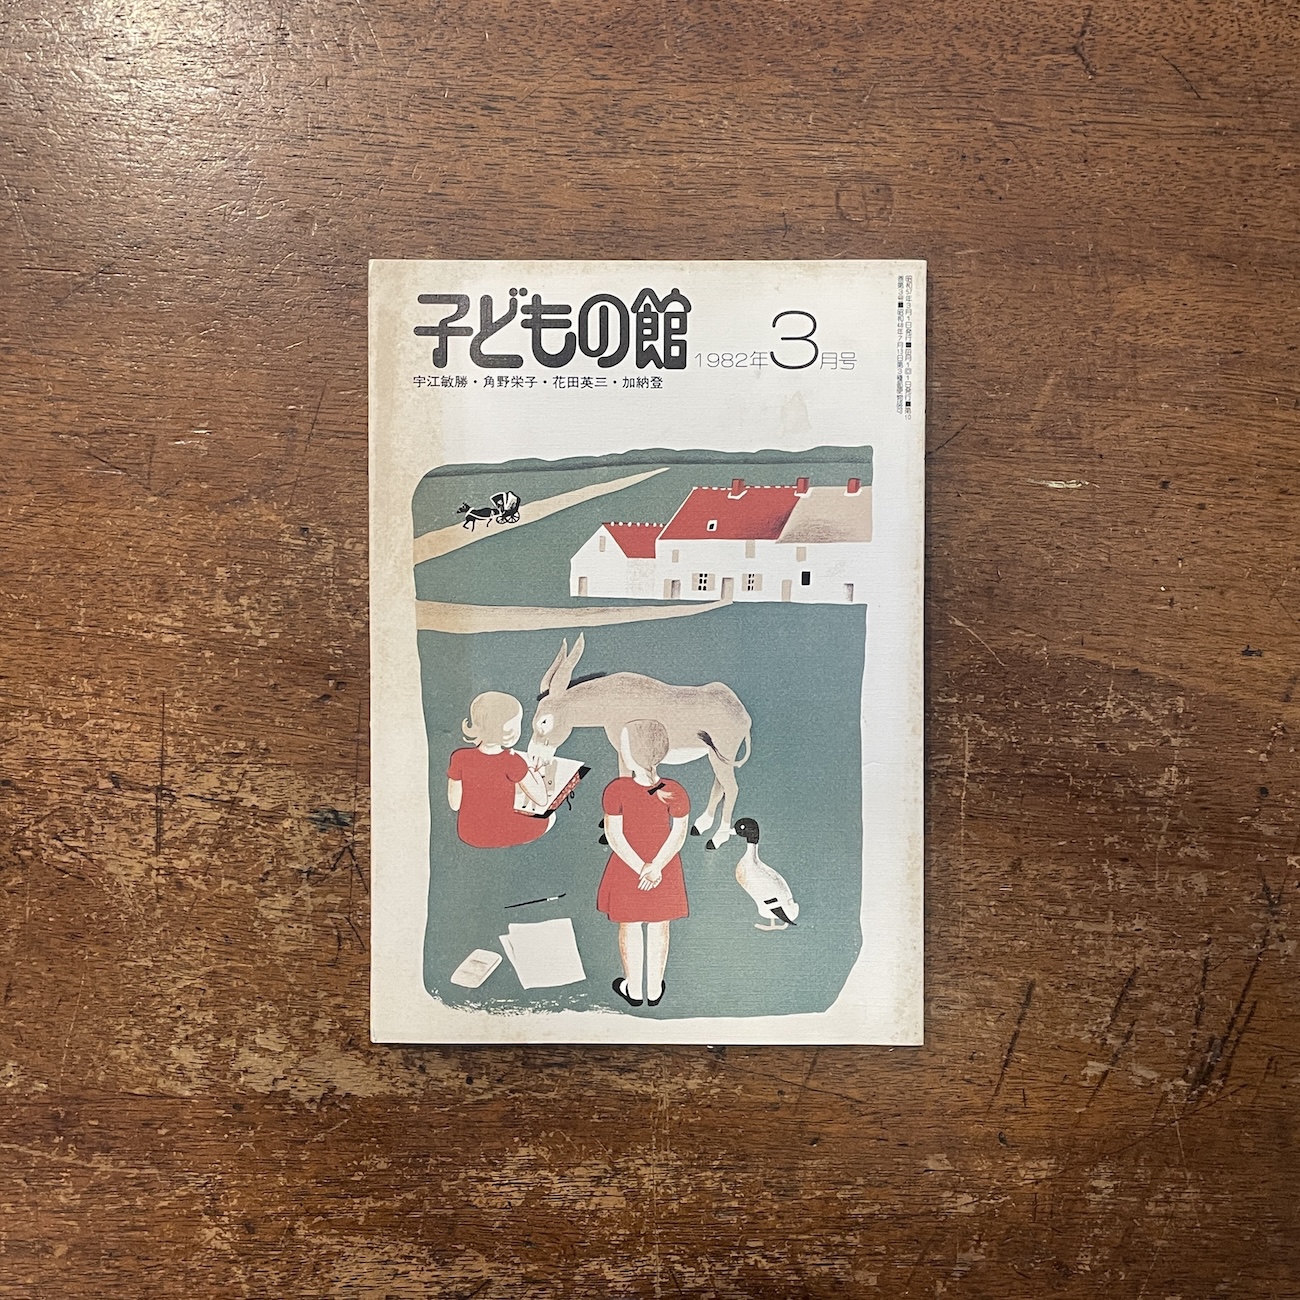 子どもの館
1982年3月号
宇江敏勝・角野栄子・花田英三・加納登